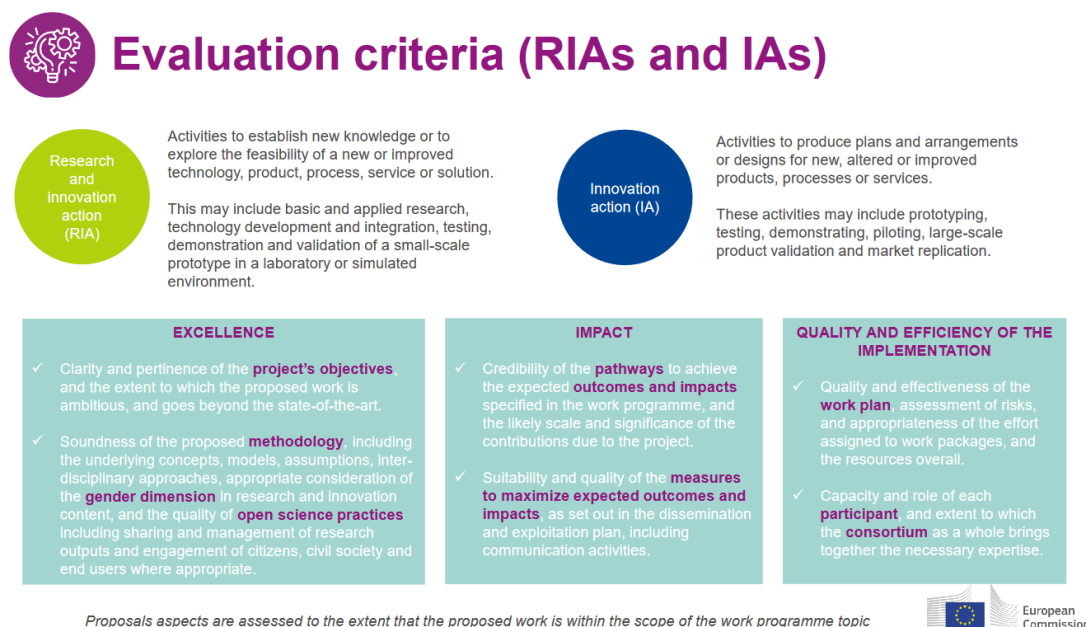 Evaluation criteria (RIAs and IAs)
Research
and
innovation
action
(RIA)
Activities to establish new knowledge or to
explore the feasibility of a new or improved
technology, product, process, service or solution.
This may include basic and applied research,
technology development and integration, testing,
demonstration and validation of a small-scale
prototype in a laboratory or simulated
environment.
Innovation
action (IA)
Activities to produce plans and arrangements
or designs for new, altered or improved
products, processes or services.
These activities may include prototyping,
testing, demonstrating, piloting, large-scale
product validation and market replication.
EXCELLENCE
✓ Clarity and pertinence of the project's objectives,
and the extent to which the proposed work is
ambitious, and goes beyond the state-of-the-art.
✓ Soundness of the proposed methodology, including
the underlying concepts, models, assumptions, inter-
disciplinary approaches, appropriate consideration of
the gender dimension in research and innovation
content, and the quality of open science practices
including sharing and management of research
outputs and engagement of citizens, civil society and
end users where appropriate.
IMPACT
✓ Credibility of the pathways to achieve
the expected outcomes and impacts
specified in the work programme, and
the likely scale and significance of the
contributions due to the project.
✓ Suitability and quality of the measures
to maximize expected outcomes and
impacts, as set out in the dissemination
and exploitation plan, including
communication activities.
QUALITY AND EFFICIENCY OF THE
IMPLEMENTATION
✓ Quality and effectiveness of the
work plan, assessment of risks,
and appropriateness of the effort
assigned to work packages, and
the resources overall.
✓ Capacity and role of each
participant, and extent to which
the consortium as a whole brings
together the necessary expertise.
Proposals aspects are assessed to the extent that the proposed work is within the scope of the work programme topic
European
Commission